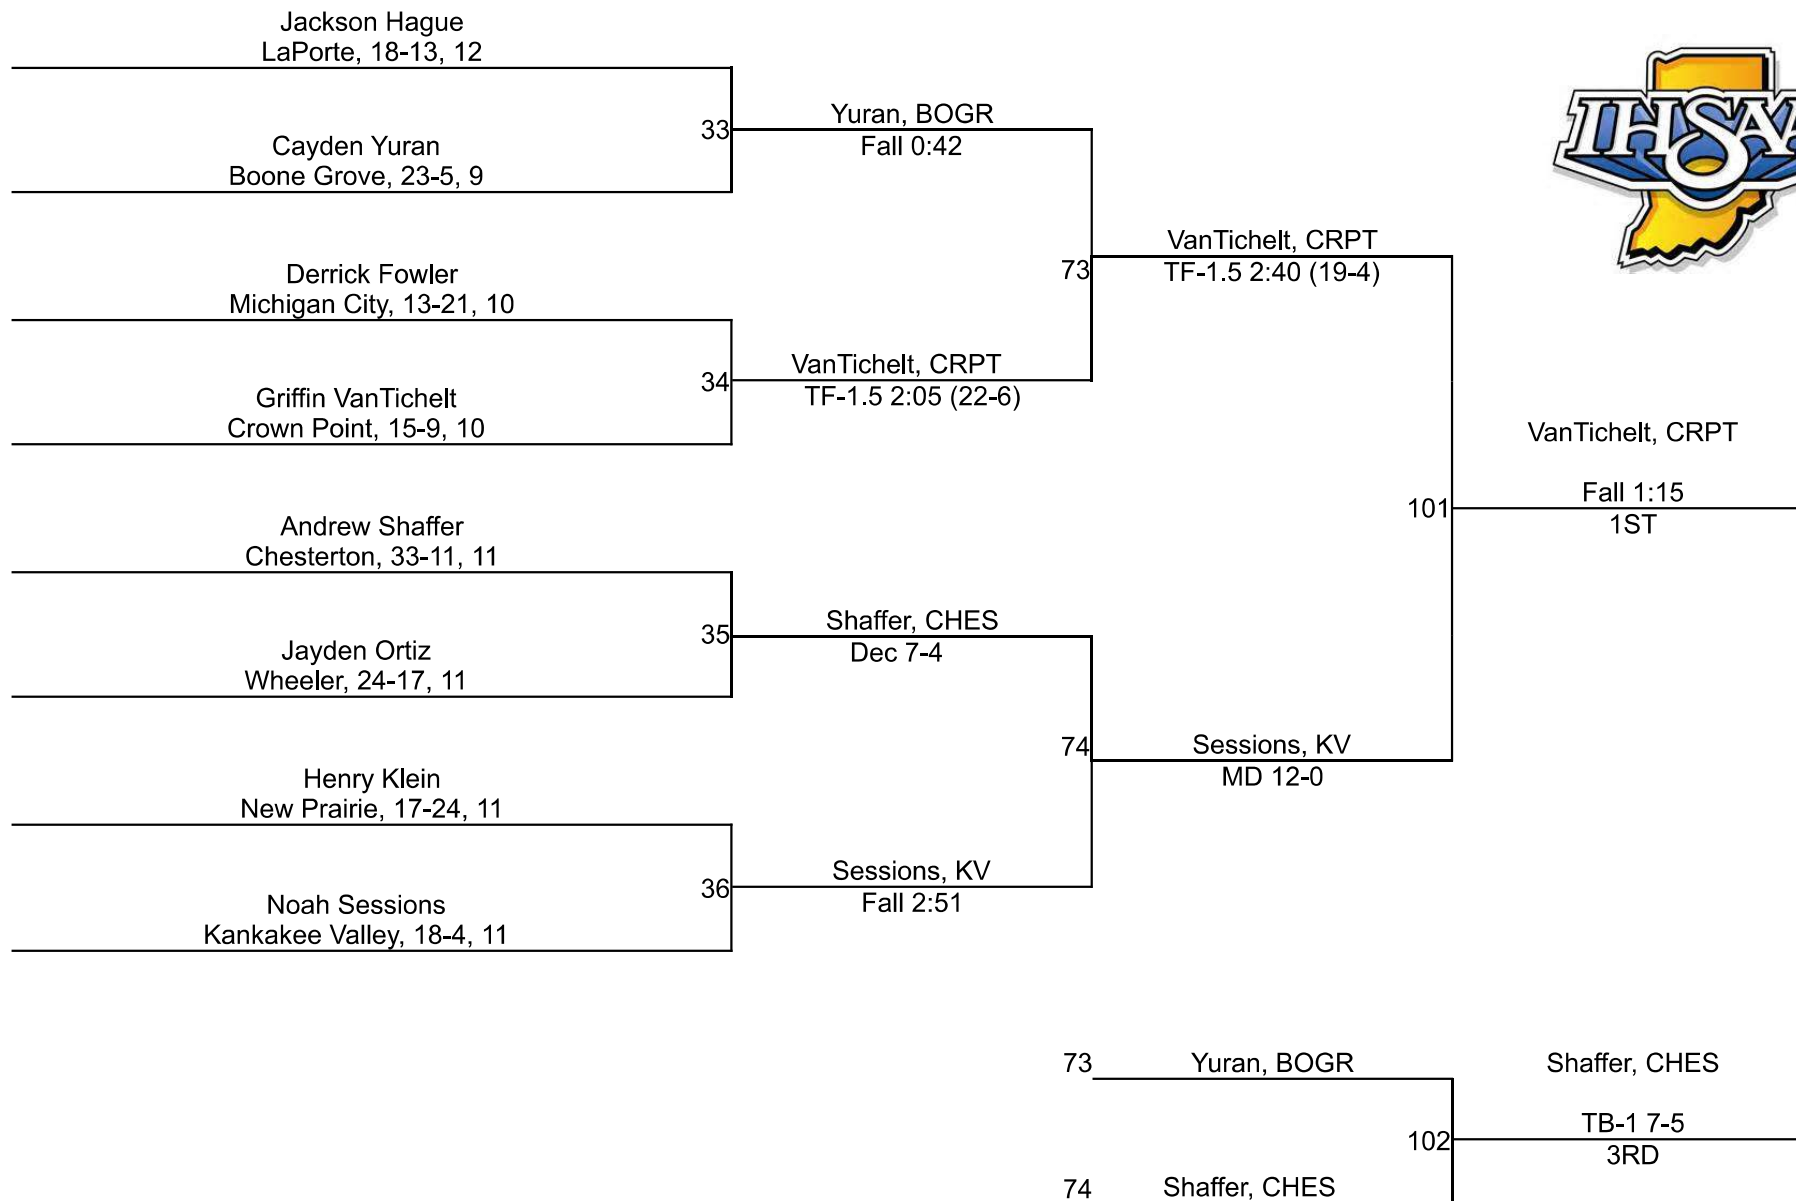 Jackson Hague
LaPorte, 18-13, 12
33
Yuran, BOGR
Fall 0:42
Cayden Yuran
Boone Grove, 23-5, 9
IHSAA
73
VanTichelt, CRPT
TF-1.5 2:40 (19-4)
Derrick Fowler
Michigan City, 13-21, 10
34
VanTichelt, CRPT
TF-1.5 2:05 (22-6)
Griffin VanTichelt
Crown Point, 15-9, 10
101
VanTichelt, CRPT
Fall 1:15
1ST
Andrew Shaffer
Chesterton, 33-11, 11
35
Shaffer, CHES
Dec 7-4
Jayden Ortiz
Wheeler, 24-17, 11
74
Sessions, KV
MD 12-0
Henry Klein
New Prairie, 17-24, 11
36
Sessions, KV
Fall 2:51
Noah Sessions
Kankakee Valley, 18-4, 11
73
Yuran, BOGR
102
Shaffer, CHES
TB-1 7-5
3RD
74
Shaffer, CHES